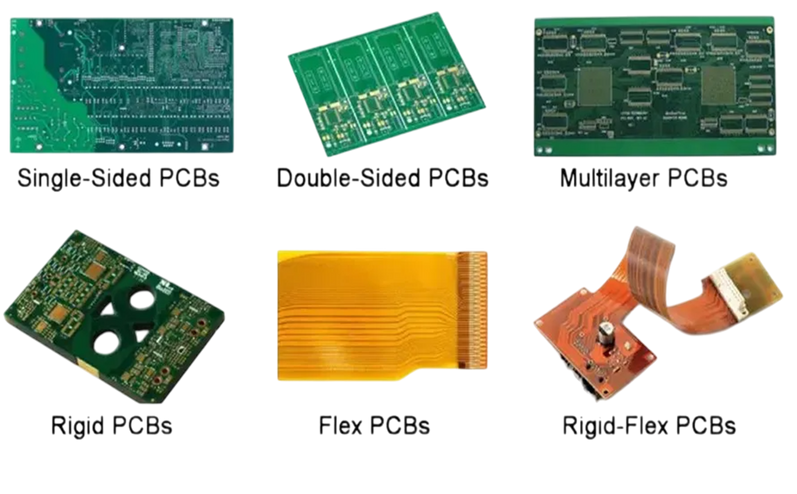 Single-Sided PCBs
Double-Sided PCBs
Multilayer PCBs
Rigid PCBs
Flex PCBs
Rigid-Flex PCBs